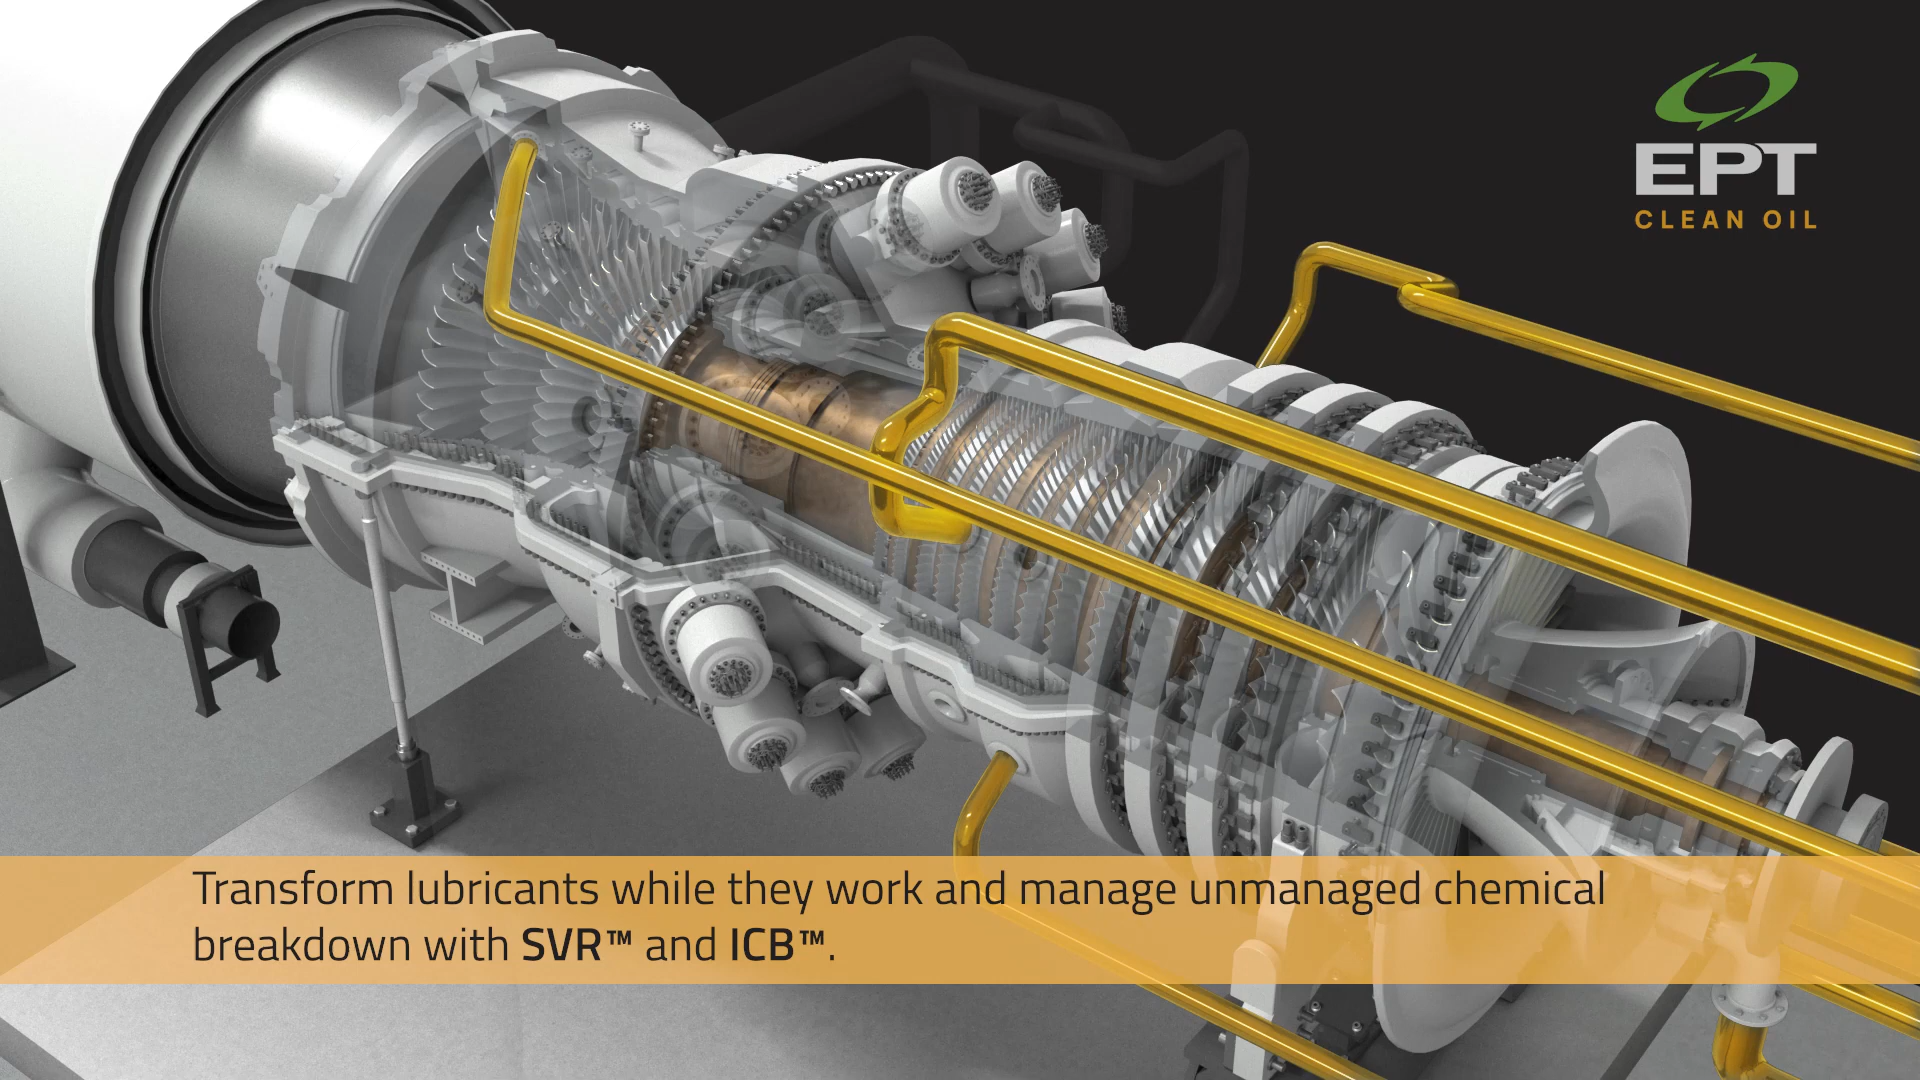 EPT
CLEAN OIL
Transform lubricants while they work and manage unmanaged chemical
breakdown with SVR™ and ICB™.